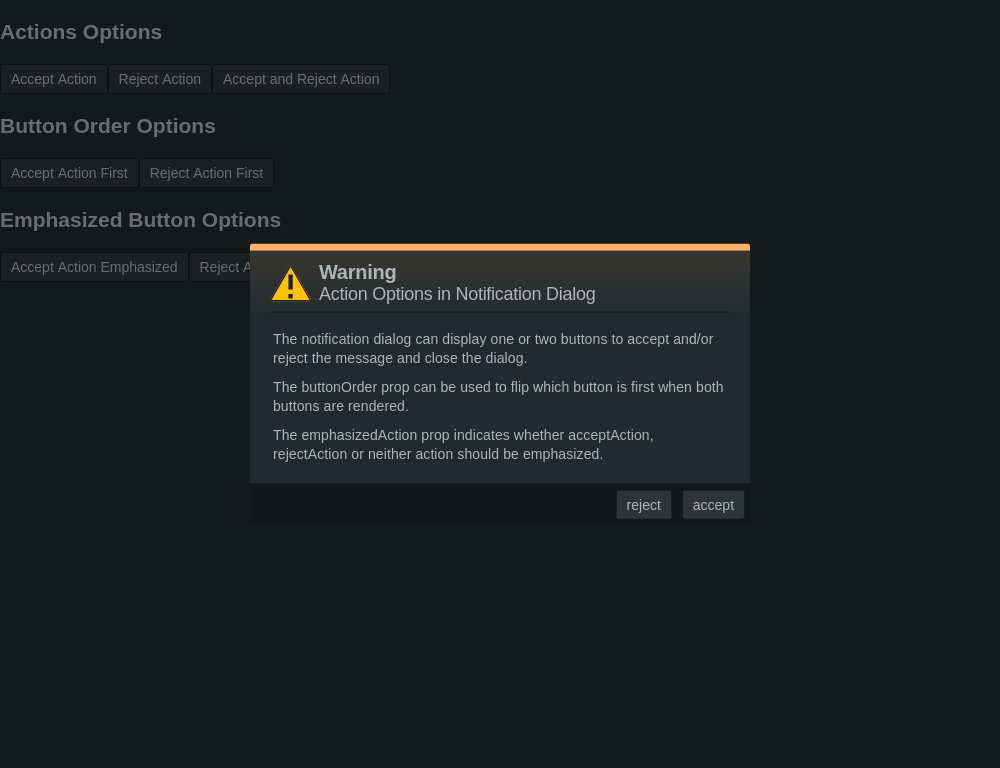 Actions Options
Accept Action Reject Action Accept and Reject Action
Button Order Options
Accept Action First Reject Action First
Emphasized Button Options
Accept Action Emphasized Reject A
Warning
Action Options in Notification Dialog
The notification dialog can display one or two buttons to accept and/or
reject the message and close the dialog.
The buttonOrder prop can be used to flip which button is first when both
buttons are rendered.
The emphasizedAction prop indicates whether acceptAction,
rejectAction or neither action should be emphasized.
reject accept